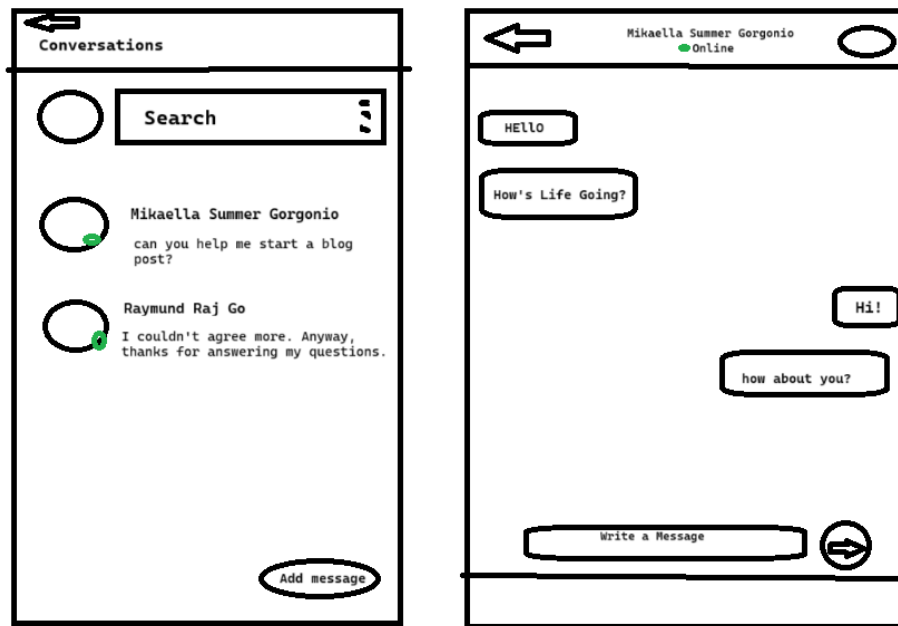 Conversations
Search
Mikaella Summer Gorgonio
can you help me start a blog
post?
Raymund Raj Go
I couldn't agree more. Anyway,
thanks for answering my questions.
Add message
Mikaella Summer Gorgonio
Online
HEllO
How's Life Going?
Hi!
how about you?
Write a Message